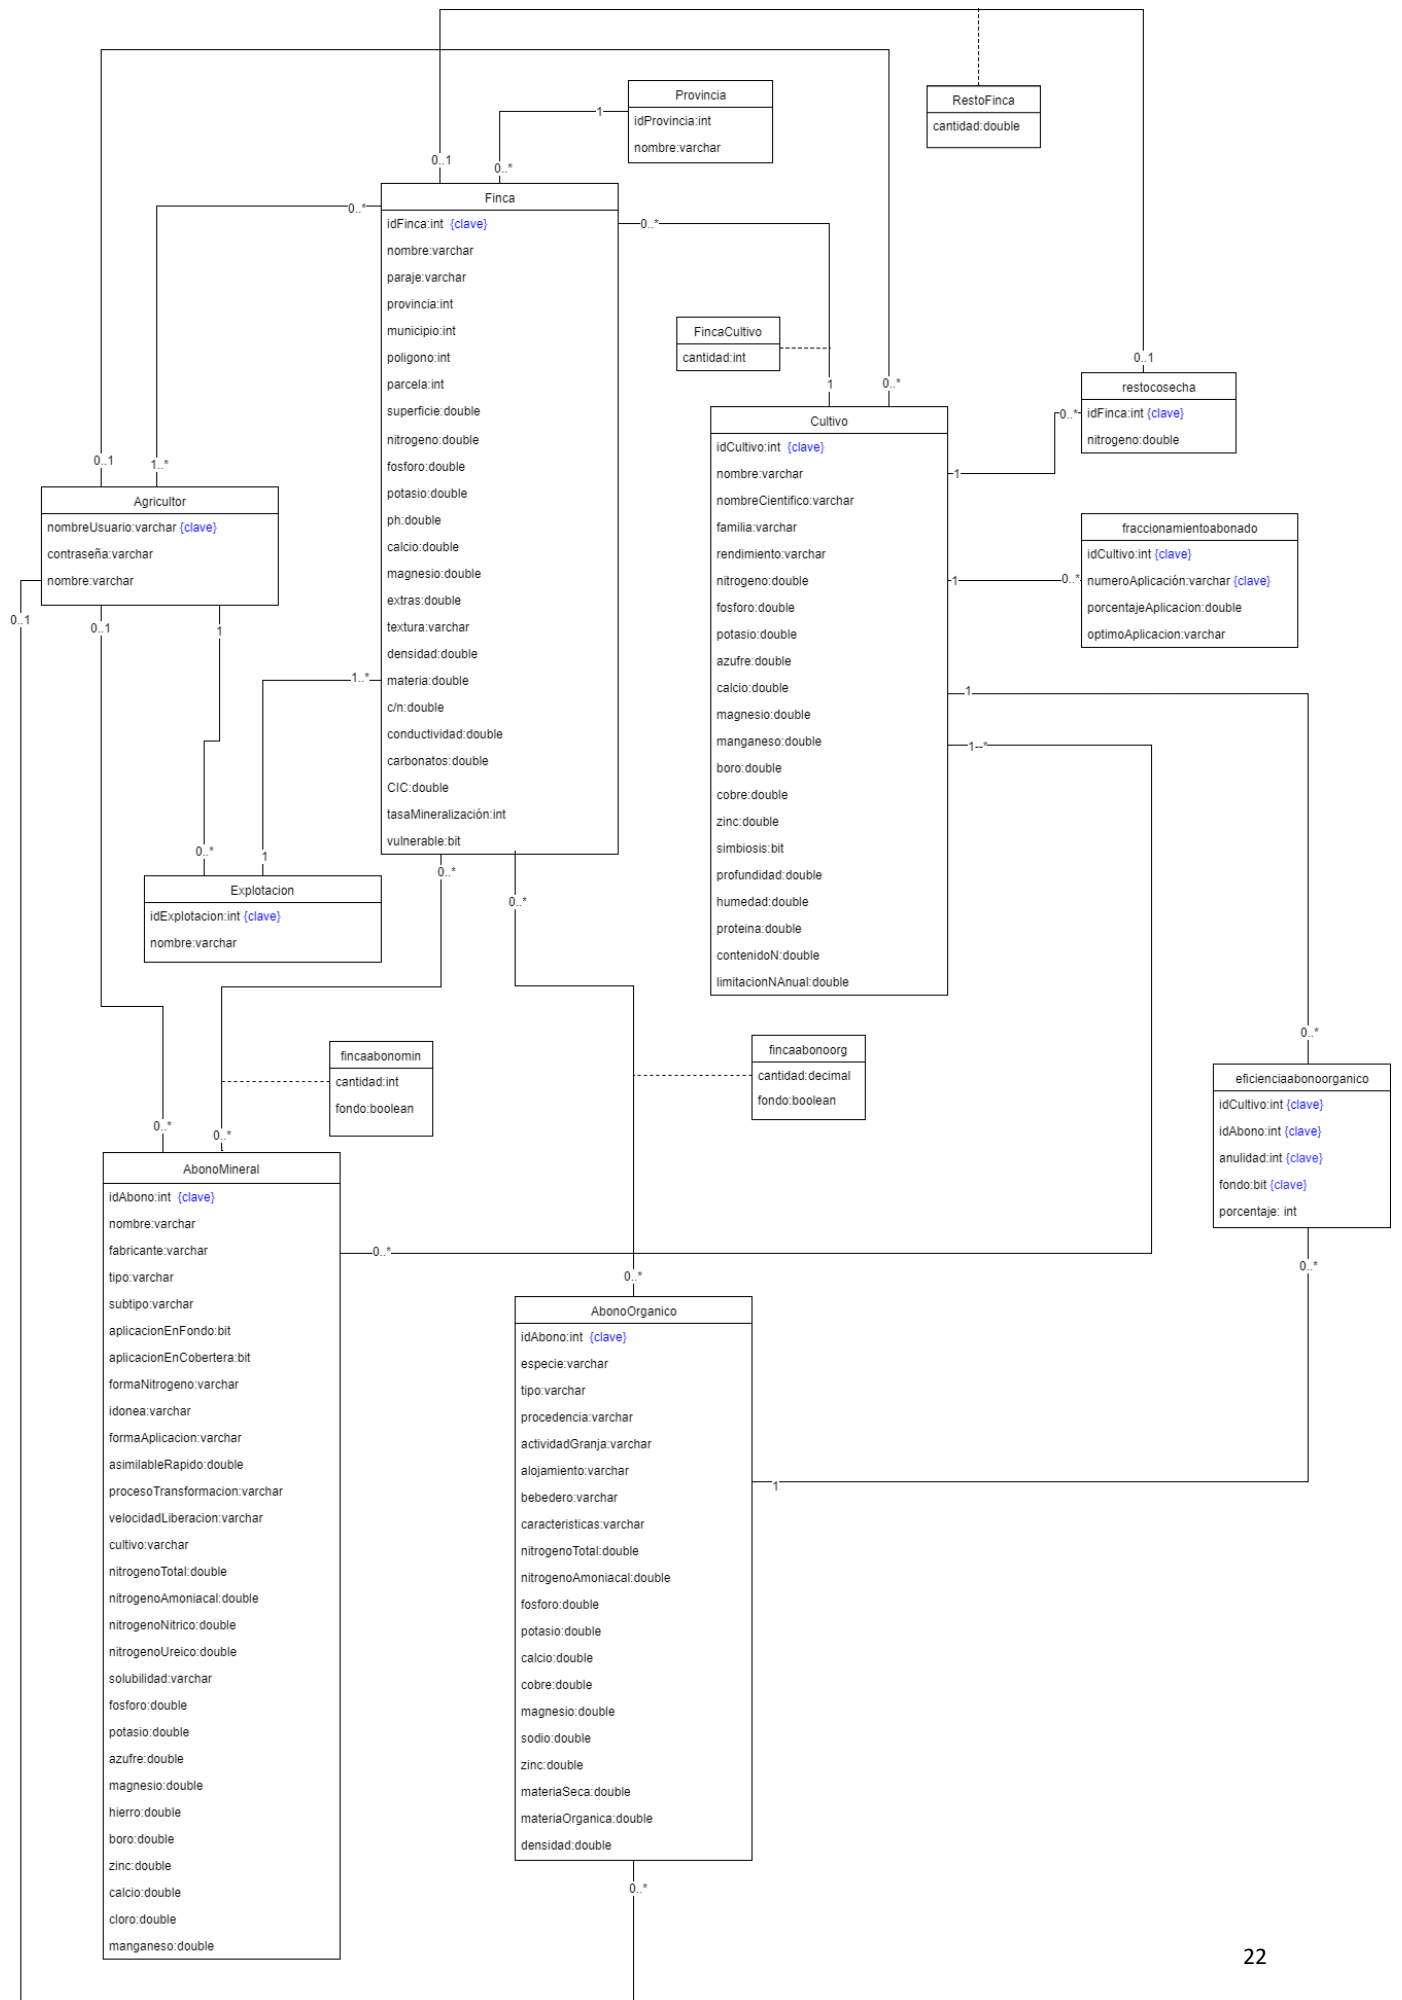 Provincia
idProvincia:int
nombre:varchar
1
0..*
RestoFinca
cantidad:double
0..1
Finca
idFinca:int {clave}
nombre:varchar
paraje:varchar
provincia:int
municipio:int
poligono:int
parcela:int
superficie:double
nitrogeno:double
fosforo:double
potasio:double
ph:double
calcio:double
magnesio:double
extras:double
textura:varchar
densidad:double
materia:double
c/n:double
conductividad:double
carbonatos:double
CIC:double
tasaMineralización:int
vulnerable:bit
0..*
0..*
FincaCultivo
cantidad:int
1
0..*
0..1
restocosecha
idFinca:int {clave}
nitrogeno:double
0..*
1
Cultivo
idCultivo:int {clave}
nombre:varchar
nombreCientifico:varchar
familia:varchar
rendimiento:varchar
nitrogeno:double
fosforo:double
potasio:double
azufre:double
calcio:double
magnesio:double
manganeso:double
boro:double
cobre:double
zinc:double
simbiosis:bit
profundidad:double
humedad:double
proteina:double
contenidoN:double
limitacionNAnual:double
fraccionamientoabonado
idCultivo:int {clave}
numeroAplicación:varchar {clave}
porcentajeAplicacion:double
optimoAplicacion:varchar
1
0..*
1
1--*
0..1
1..*
Agricultor
nombreUsuario:varchar {clave}
contraseña:varchar
nombre:varchar
0..1
0..1
1
1..*
0..*
1
Explotacion
idExplotacion:int {clave}
nombre:varchar
0..*
0..*
fincaabonomin
cantidad:int
fondo:boolean
fincaabonoorg
cantidad:decimal
fondo:boolean
0..*
eficienciaabonoorganico
idCultivo:int {clave}
idAbono:int {clave}
anulidad:int {clave}
fondo:bit {clave}
porcentaje: int
0..*
0..*
0..*
AbonoMineral
idAbono:int {clave}
nombre:varchar
fabricante:varchar
tipo:varchar
subtipo:varchar
aplicacionEnFondo:bit
aplicacionEnCobertera:bit
formaNitrogeno:varchar
idonea:varchar
formaAplicacion:varchar
asimilableRapido:double
procesoTransformacion:varchar
velocidadLiberacion:varchar
cultivo:varchar
nitrogenoTotal:double
nitrogenoAmoniacal:double
nitrogenoNitrico:double
nitrogenoUreico:double
solubilidad:varchar
fosforo:double
potasio:double
azufre:double
magnesio:double
hierro:double
boro:double
zinc:double
calcio:double
cloro:double
manganeso:double
0..*
0..*
AbonoOrganico
idAbono:int {clave}
especie:varchar
tipo:varchar
procedencia:varchar
actividadGranja:varchar
alojamiento:varchar
bebedero:varchar
caracteristicas:varchar
nitrogenoTotal:double
nitrogenoAmoniacal:double
fosforo:double
potasio:double
calcio:double
cobre:double
magnesio:double
sodio:double
zinc:double
materiaSeca:double
materiaOrganica:double
densidad:double
1
0..*
22